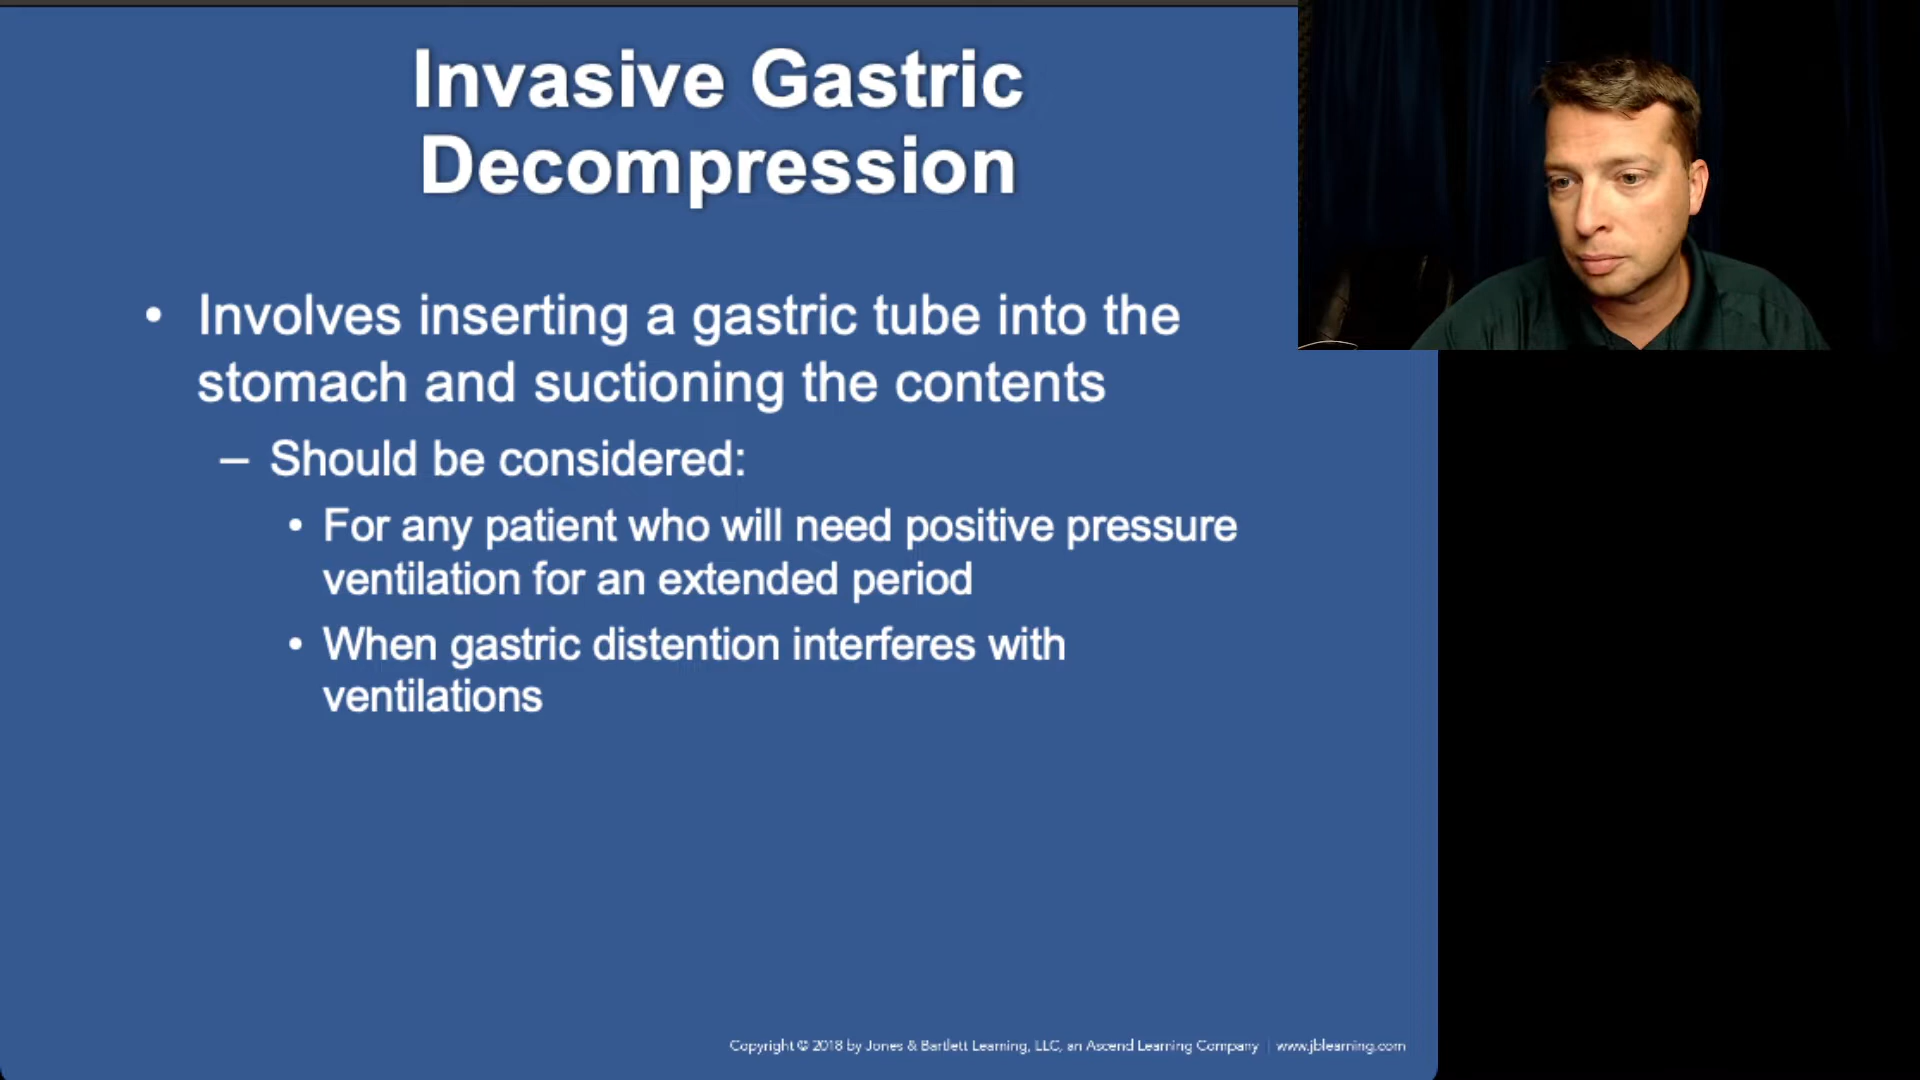 Invasive Gastric
Decompression
• Involves inserting a gastric tube into the
stomach and suctioning the contents
– Should be considered:
• For any patient who will need positive pressure
ventilation for an extended period
• When gastric distention interferes with
ventilations
Copyright © 2018 by Jones & Bartlett Learning, LLC, an Ascend Learning Company | www.jblearning.com